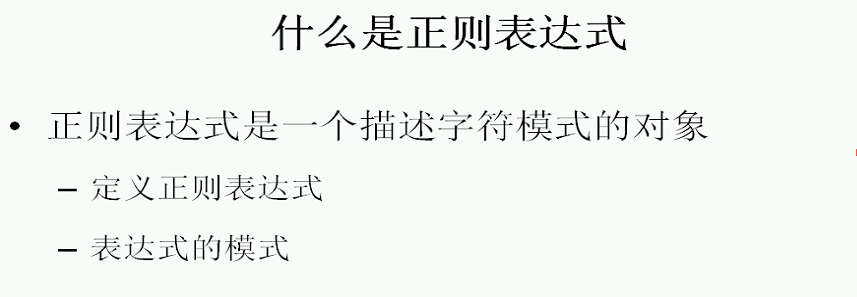 什么是正则表达式
• 正则表达式是一个描述字符模式的对象
– 定义正则表达式
– 表达式的模式